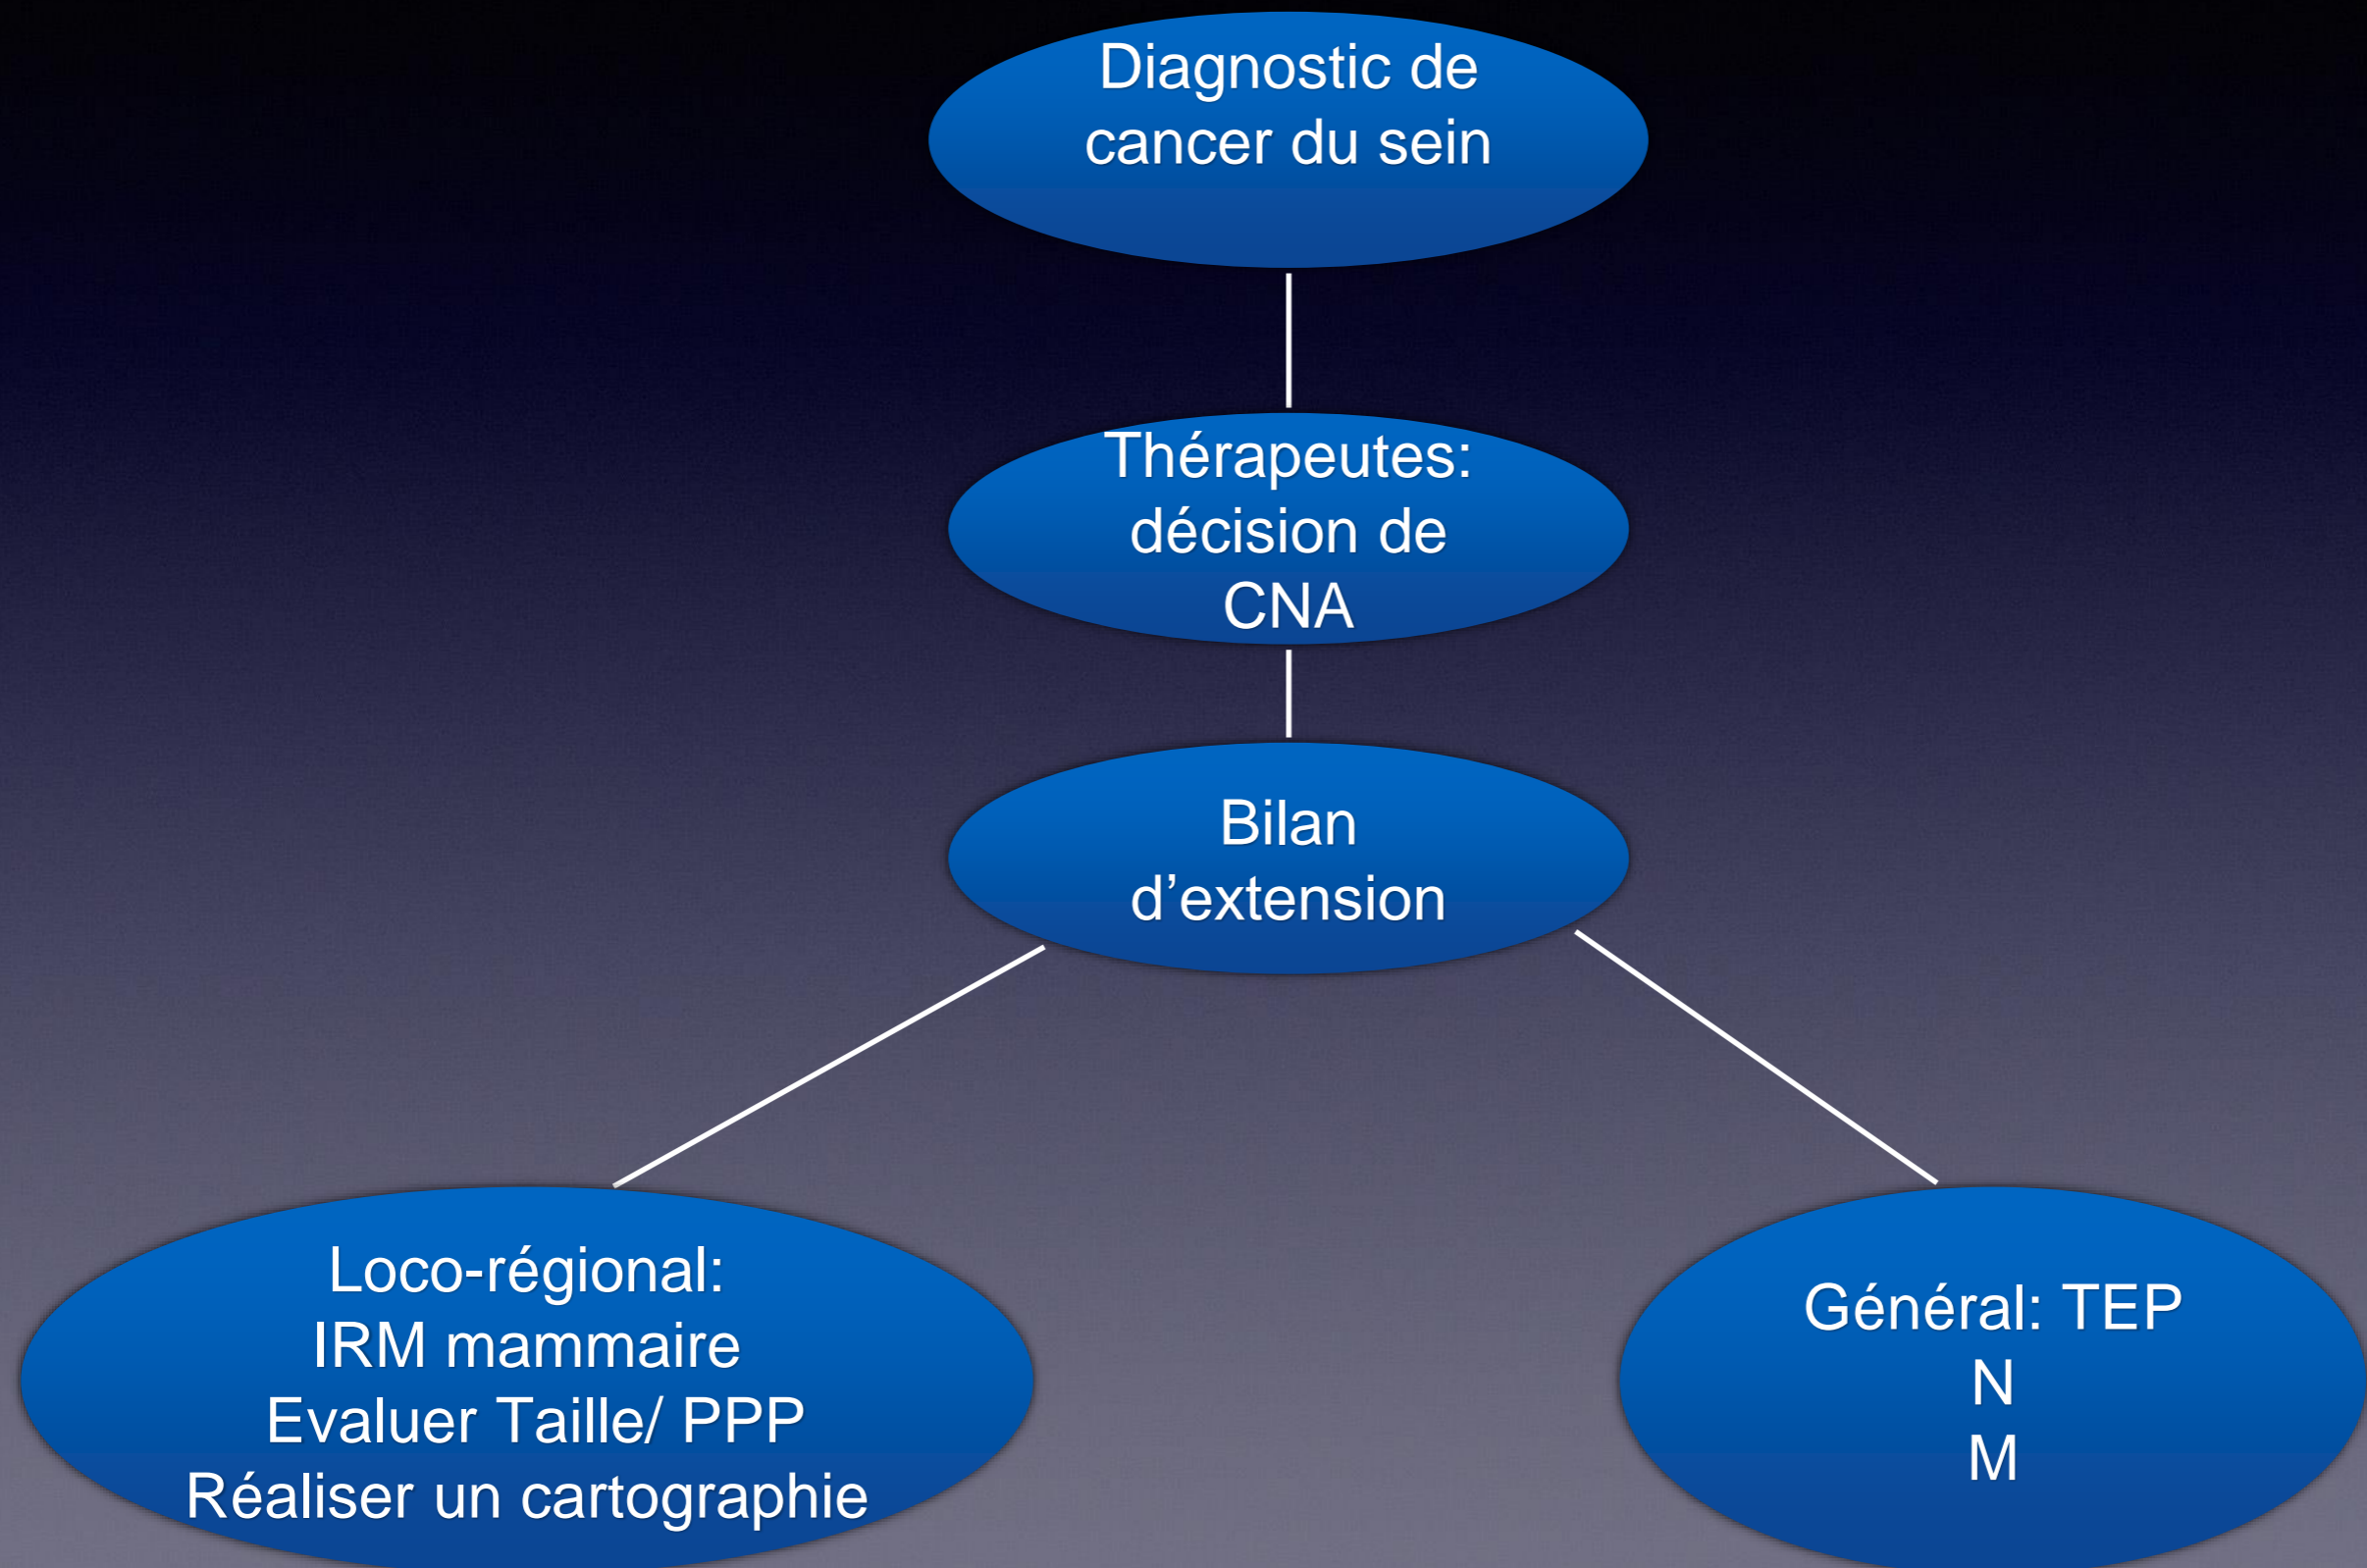 Diagnostic de
cancer du sein
Thérapeutes:
décision de
CNA
Bilan
d’extension
Loco-régional:
IRM mammaire
Evaluer Taille/ PPP
Réaliser un cartographie
Général: TEP
N
M